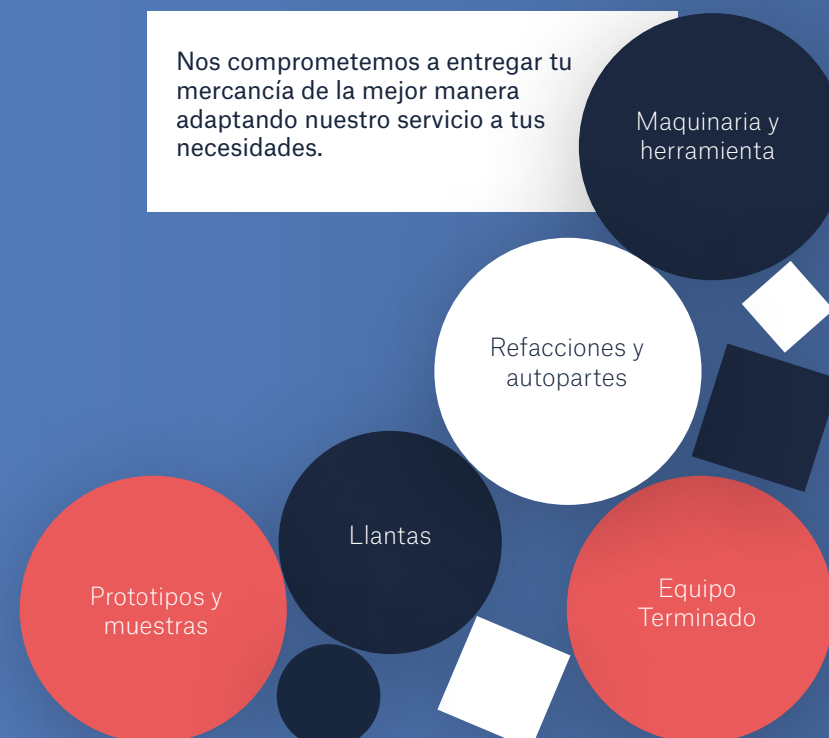 Nos comprometemos a entregar tu
mercancía de la mejor manera
adaptando nuestro servicio a tus
necesidades.
Maquinaria y
herramienta
Refacciones y
autopartes
Llantas
Prototipos y
muestras
Equipo
Terminado